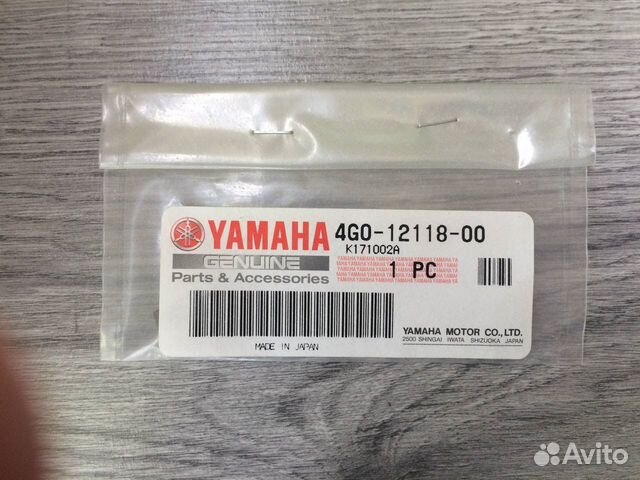 YAMAHA 4G0-12118-00
K171002A
GENUINE
Parts & Accessories
1 PC
MADE IN JAPAN
YAMAHA MOTOR CO., LTD.
2500 SHINGAI IWATA SHIZUOKA JAPAN
Avito